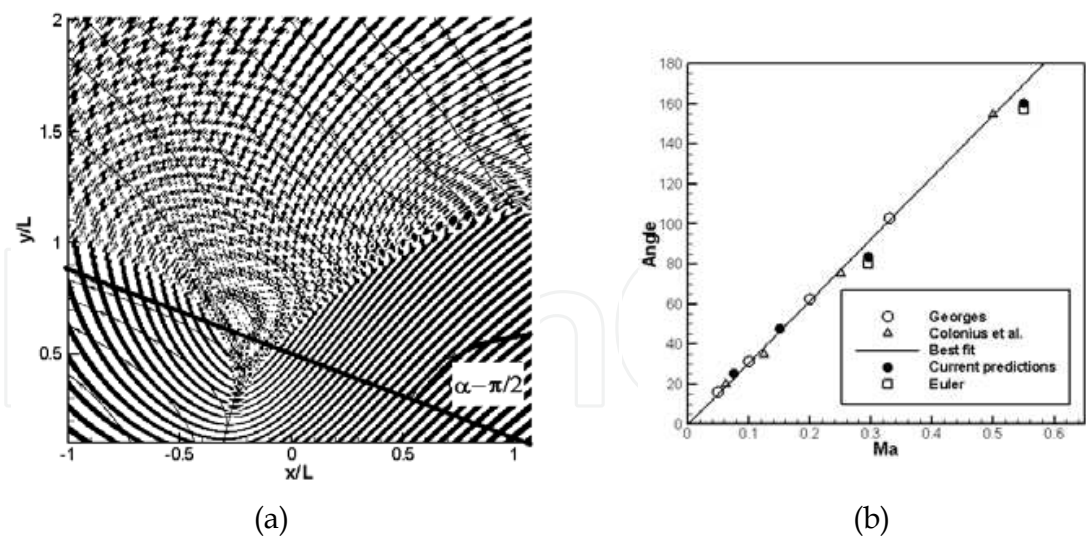 2
1.5
1
0.5
y/L
-1
-0.5
0
0.5
1
x/L
α−π/2
(a)
180
160
140
120
100
80
60
40
20
0
Angle
0
0.1
0.2
0.3
0.4
0.5
0.6
Ma
Georges
Colonius et al.
Best fit
Current predictions
Euler
(b)